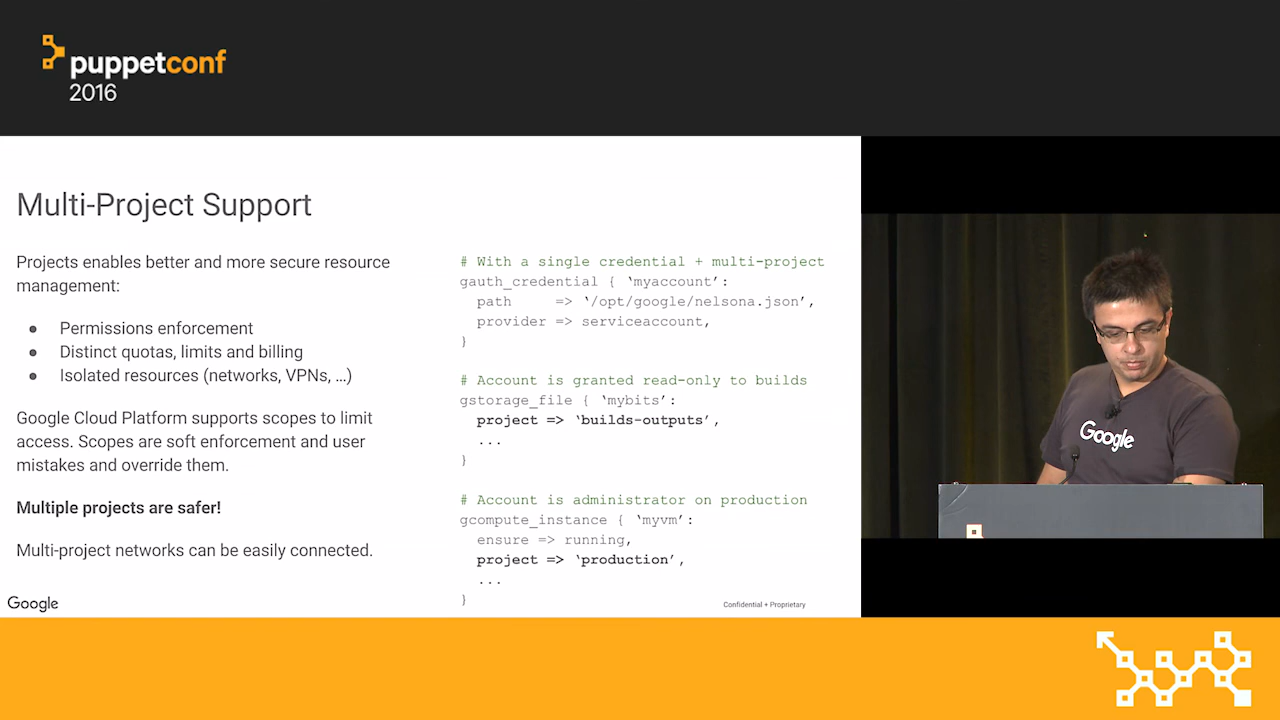 puppetconf
2016
Multi-Project Support
Projects enables better and more secure resource
management:
● Permissions enforcement
● Distinct quotas, limits and billing
● Isolated resources (networks, VPNs, …)
Google Cloud Platform supports scopes to limit
access. Scopes are soft enforcement and user
mistakes and override them.
Multiple projects are safer!
Multi-project networks can be easily connected.
Google
# With a single credential + multi-project
gauth_credential { ‘myaccount’:
  path     => ‘/opt/google/nelsona.json’,
  provider => serviceaccount,
}
# Account is granted read-only to builds
gstorage_file { ‘mybits’:
  project => ‘builds-outputs’,
  ...
}
# Account is administrator on production
gcompute_instance { ‘myvm’:
  ensure => running,
  project => ‘production’,
  ...
}
Confidential + Proprietary
Google